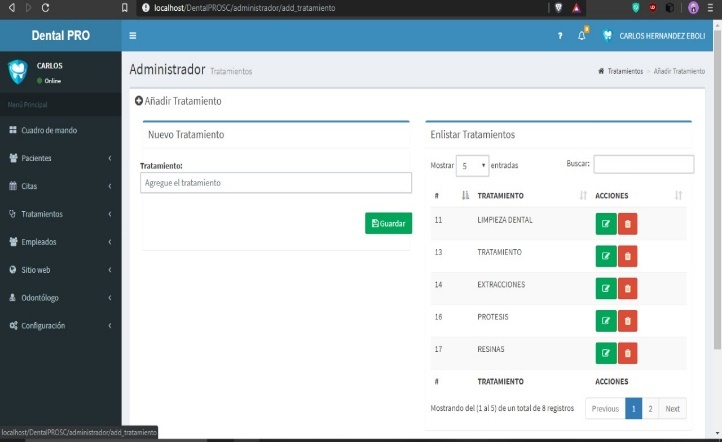 localhost/DentalPROSC/administrador/add_tratamiento
Dental PRO
? 
CARLOS HERNANDEZ EBOLI
CARLOS
Online
Menú Principal
Cuadro de mando
Pacientes
Citas
Tratamientos
Empleados
Sitio web
Odontólogo
Configuración
Administrador Tratamientos
Tratamientos > Añadir Tratamiento
Añadir Tratamiento
Nuevo Tratamiento
Tratamiento:
Agregue el tratamiento
Guardar
Enlistar Tratamientos
Mostrar 5 entradas Buscar:
# TRATAMIENTO ACCIONES
11 LIMPIEZA DENTAL
13 TRATAMIENTO
14 EXTRACCIONES
16 PROTESIS
17 RESINAS
# TRATAMIENTO ACCIONES
Mostrando del (1 al 5) de un total de 8 registros Previous 1 2 Next
localhost/DentalPROSC/administrador/add_tratamiento